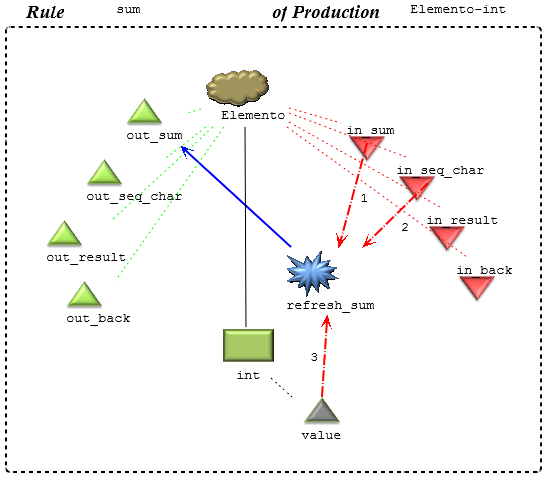 Rule sum of Production Elemento-int
Elemento
out_sum
in_sum
in_seq_char
out_seq_char
1
in_result
2
out_result
in_back
refresh_sum
out_back
3
int
value